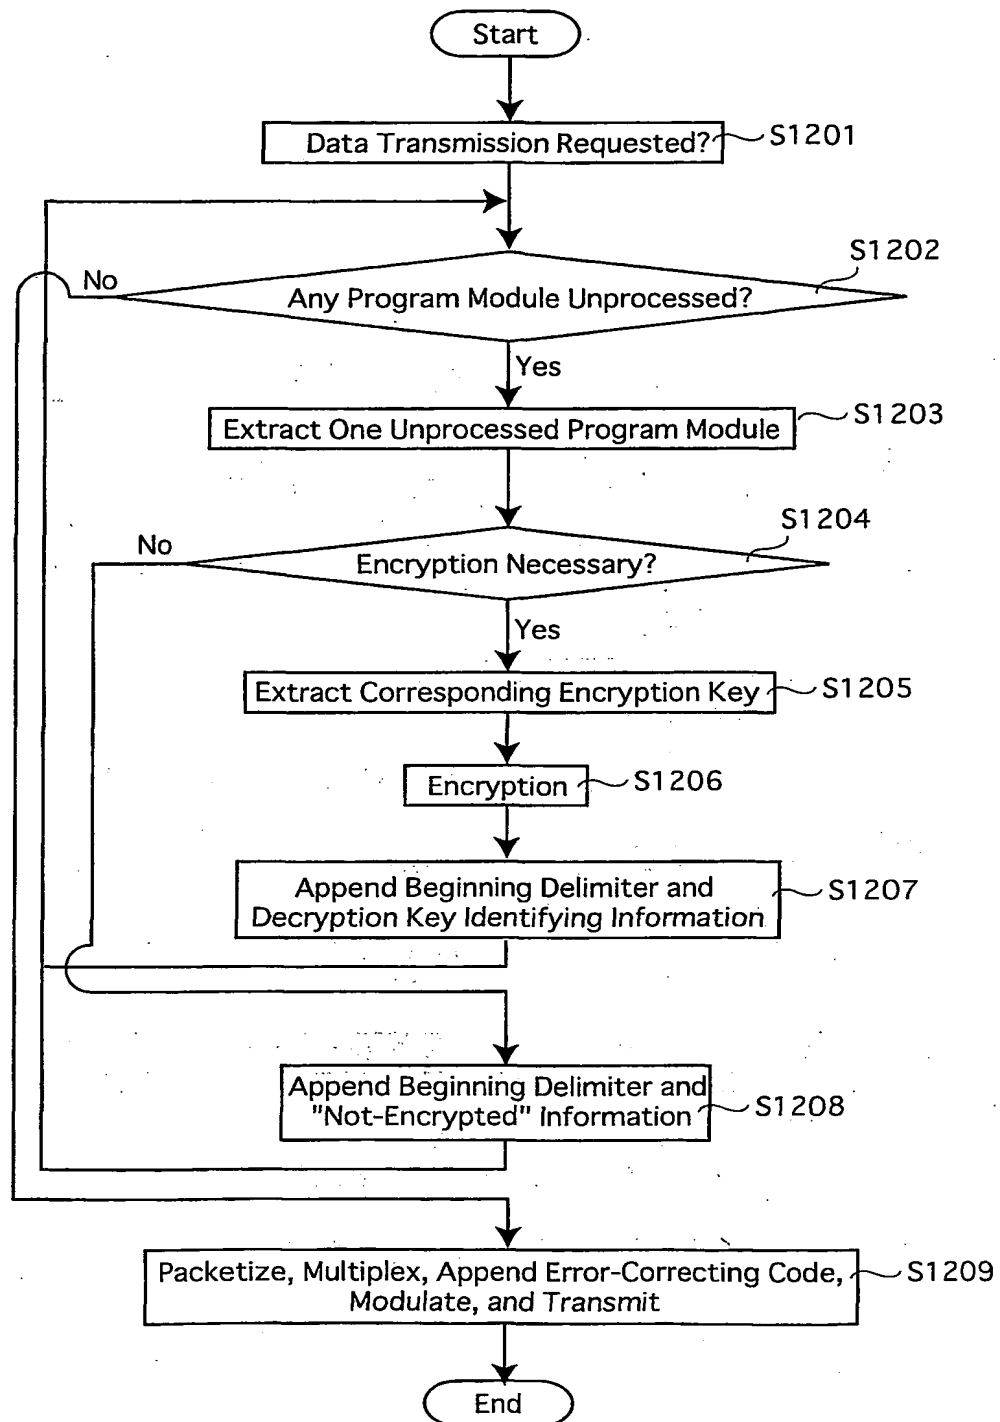 Start
Data Transmission Requested?
S1201
S1202
No
Any Program Module Unprocessed?
Yes
Extract One Unprocessed Program Module
S1203
S1204
No
Encryption Necessary?
Yes
Extract Corresponding Encryption Key
S1205
Encryption
S1206
Append Beginning Delimiter and
Decryption Key Identifying Information
S1207
Append Beginning Delimiter and
"Not-Encrypted" Information
S1208
Packetize, Multiplex, Append Error-Correcting Code,
Modulate, and Transmit
S1209
End